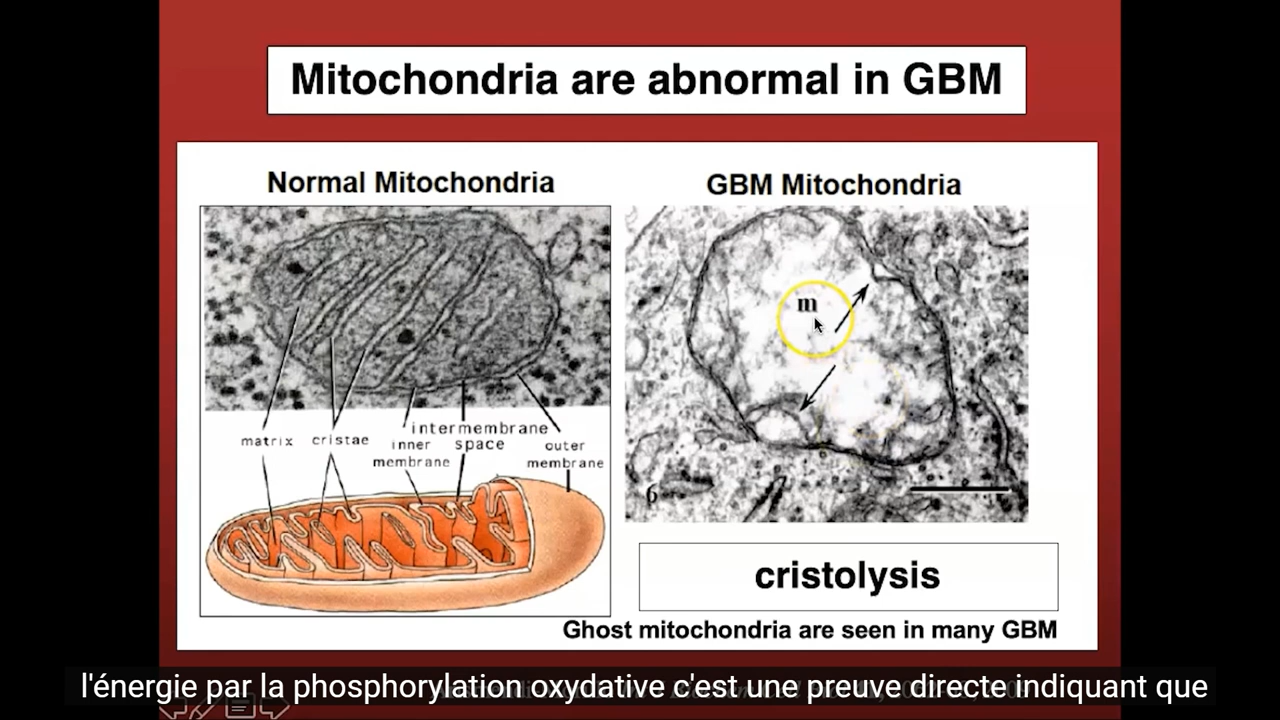 Mitochondria are abnormal in GBM
Normal Mitochondria
GBM Mitochondria
m
matrix
cristae
inner
membrane
intermembrane
space
outer
membrane
6
cristolysis
Ghost mitochondria are seen in many GBM
l'énergie par la phosphorylation oxydative c'est une preuve directe indiquant que